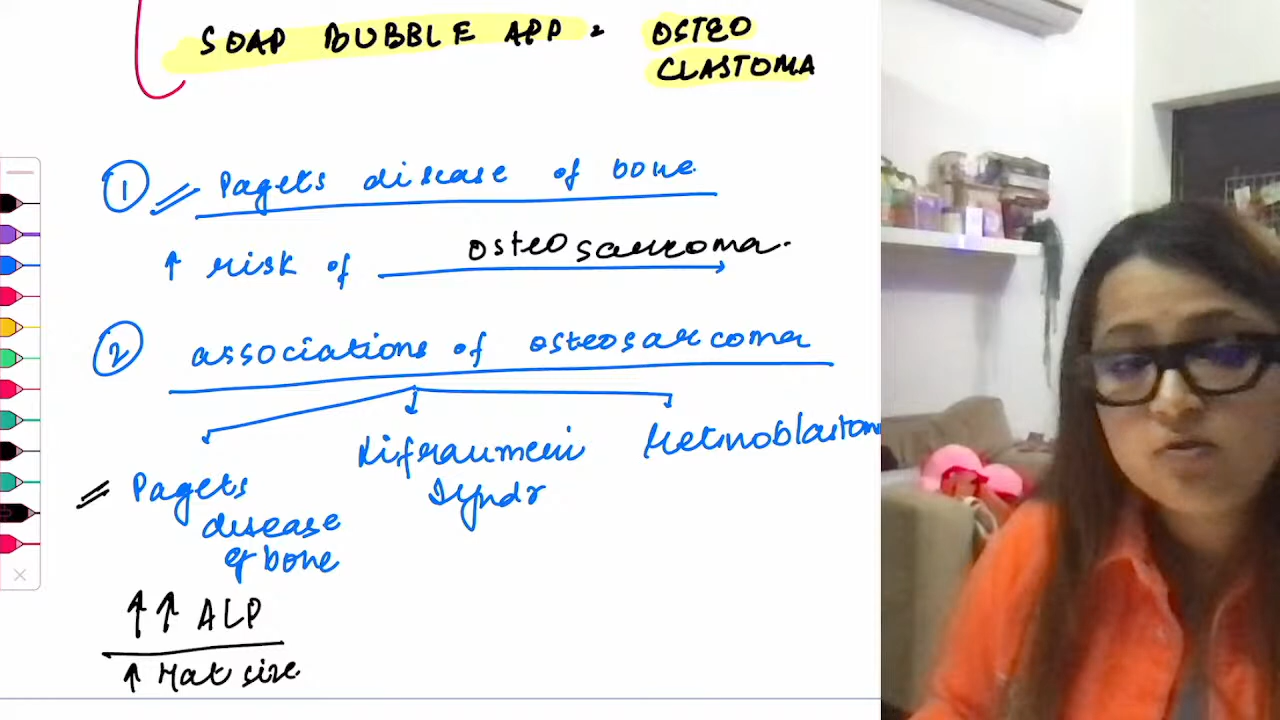 SOAP BUBBLE APP. OSTEO
CLASTOMA
1 Pagets disease of bone
↑ risk of osteosarcoma.
2 associations of osteosarcoma
Lifraumeni Retinoblastom
Syndr
Pagets
disease
of bone
↑↑ ALP
↑ Hat size